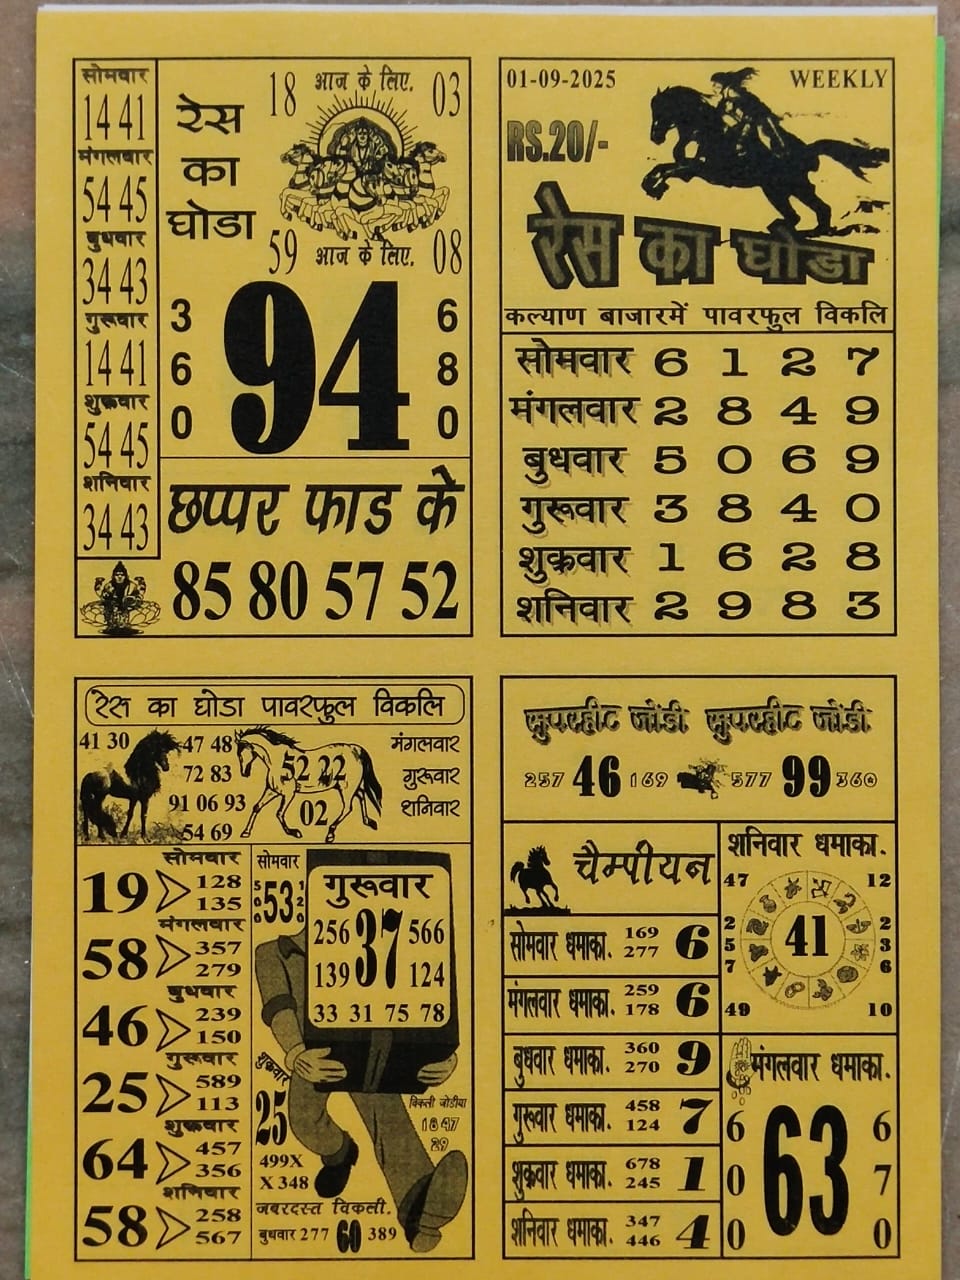 सोमवार
14 41
मंगलवार
54 45
बुधवार
34 43
गुरूवार
14 41
शुक्रवार
54 45
शनिवार
34 43
रेस
का
घोडा
18 आज के लिए. 03
59 आज के लिए. 08
3 6
6 94 8
0 0
छप्पर फाड के
85 80 57 52
01-09-2025 WEEKLY
RS.20/-
रेस का घोडा
कल्याण बाजारमें पावरफुल विकलि
सोमवार 6 1 2 7
मंगलवार 2 8 4 9
बुधवार 5 0 6 9
गुरूवार 3 8 4 0
शुक्रवार 1 6 2 8
शनिवार 2 9 8 3
रेस का घोडा पावरफुल विकलि
41 30 47 48
72 83
91 06 93
54 69
52 22
02
मंगलवार
गुरूवार
शनिवार
सोमवार
19 128
135
मंगलवार
58 357
279
बुधवार
46 239
150
गुरूवार
25 589
113
शुक्रवार
64 457
356
शनिवार
58 258
567
सोमवार
53
गुरूवार
256 37 566
139 124
33 31 75 78
शुक्रवार
25
499X
X 348
विकली जोडीया
18 47
29
जबरदस्त विकली.
बुधवार 277 60 389
सुपरहीट जोडी सुपरहीट जोडी
257 46 169 577 99 360
चैम्पीयन
सोमवार धमाका. 169 277 6
मंगलवार धमाका. 259 178 6
बुधवार धमाका. 360 270 9
गुरूवार धमाका. 458 124 7
शुक्रवार धमाका. 678 245 1
शनिवार धमाका. 347 446 4
शनिवार धमाका.
47 12
2 2
5 41 3
7 6
49 10
मंगलवार धमाका.
6 6
0 63 7
0 0